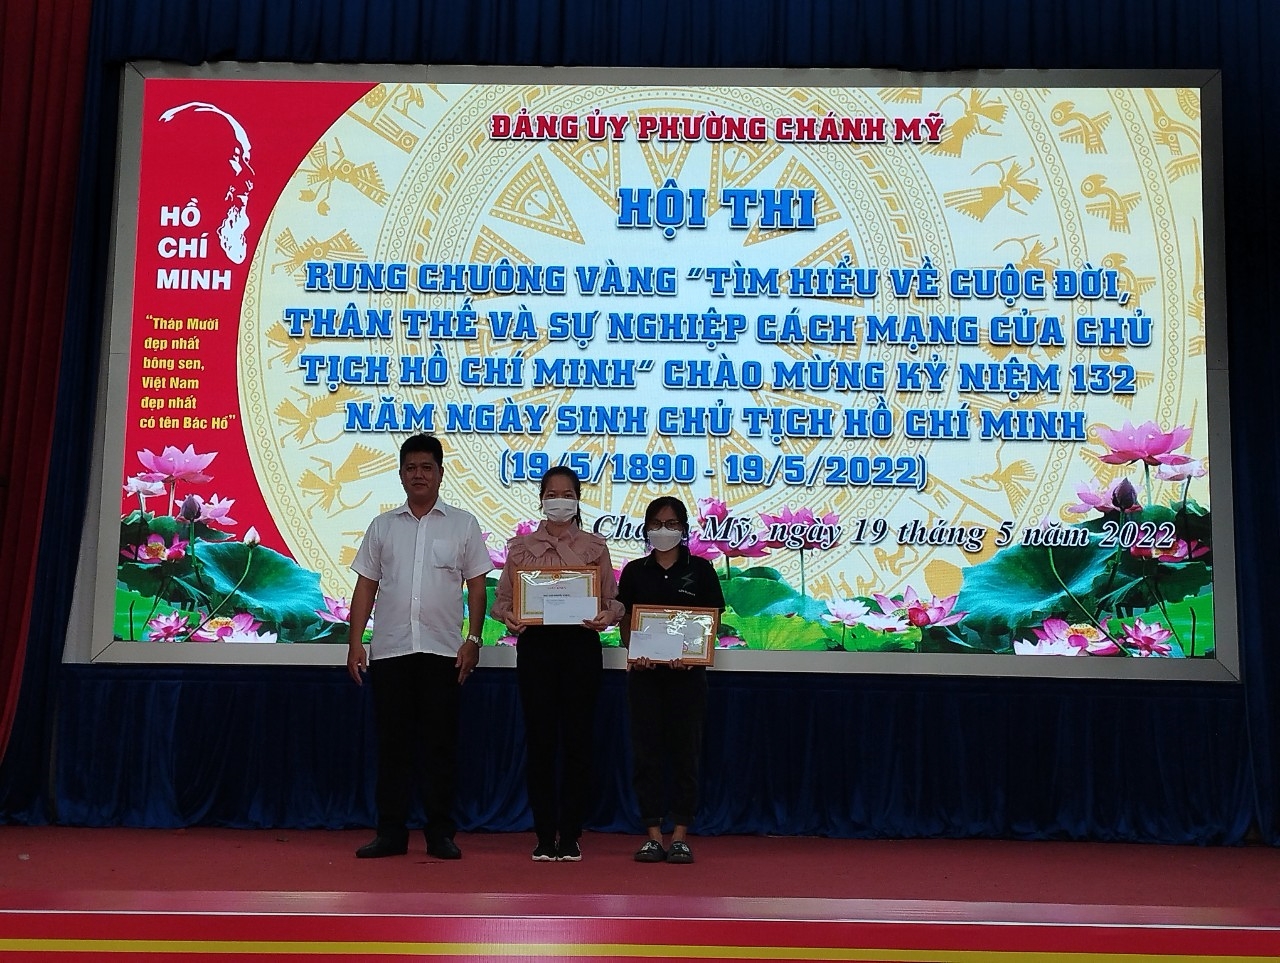 ĐẢNG ỦY PHƯỜNG CHÁNH MỸ
HỘI THI
RUNG CHUÔNG VÀNG "TÌM HIỂU VỀ CUỘC ĐỜI,
THÂN THẾ VÀ SỰ NGHIỆP CÁCH MẠNG CỦA CHỦ
TỊCH HỒ CHÍ MINH" CHÀO MỪNG KỶ NIỆM 132
NĂM NGÀY SINH CHỦ TỊCH HỒ CHÍ MINH
(19/5/1890 - 19/5/2022)
Mỹ, ngày 19 tháng 5 năm 2022
HỒ
CHÍ
MINH
"Tháp Mười
đẹp nhất
bông sen,
Việt Nam
đẹp nhất
có tên Bác Hồ"